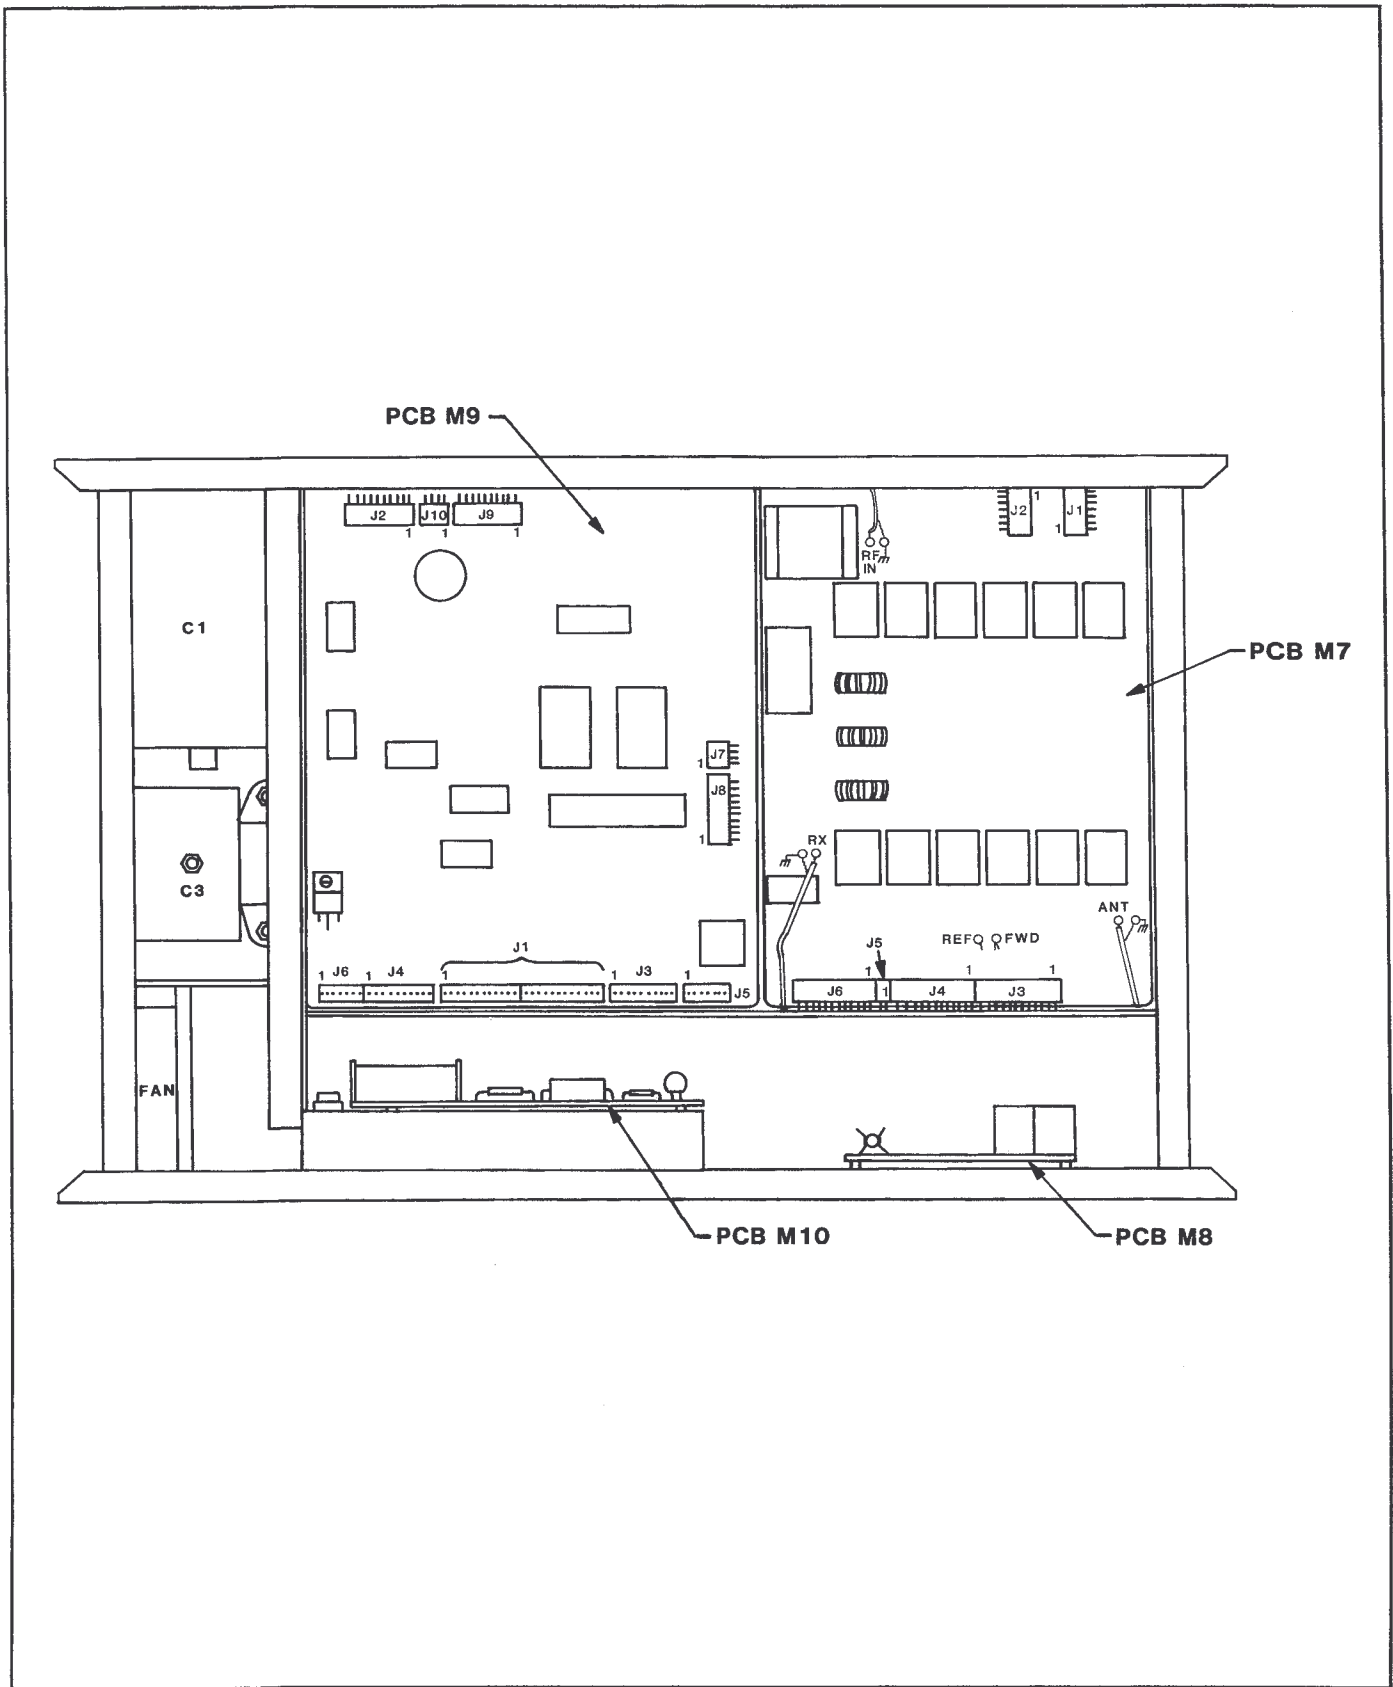 PCB M9
J2 J10 J9
1 1 1
J2 1 J1
1
RF
IN
C1
PCB M7
J7
1
J8
1
RX
C3
ANT
REF FWD
J1
J5
1 J6 1 J4 1 1 J3 1 J5
1 1 1
J6 1 J4 J3
FAN
PCB M10
PCB M8